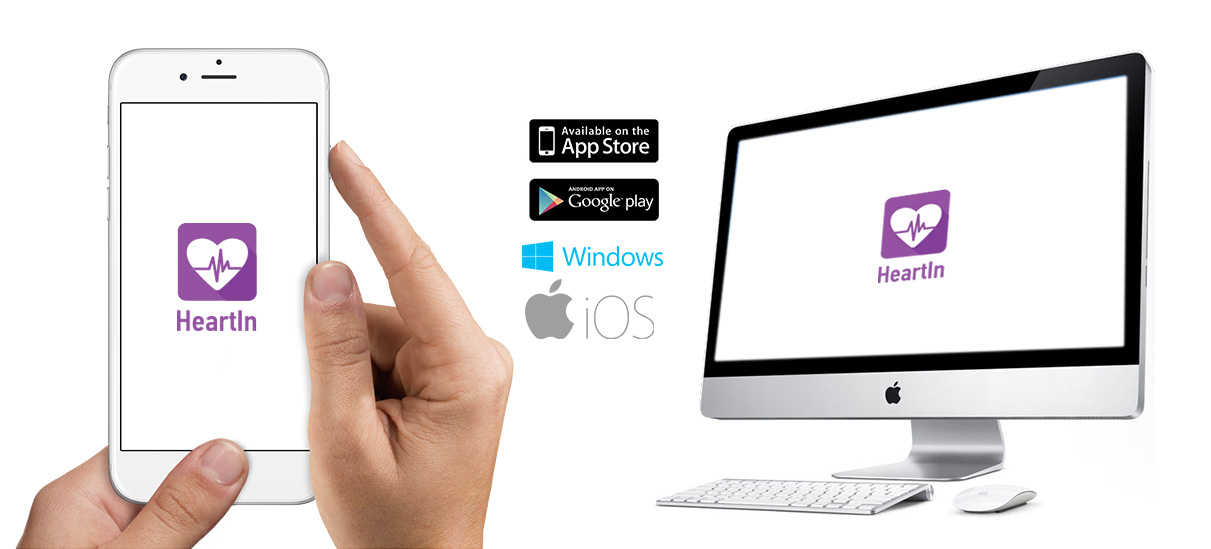 HeartIn
Available on the
App Store
ANDROID APP ON
Google play
Windows
iOS
HeartIn